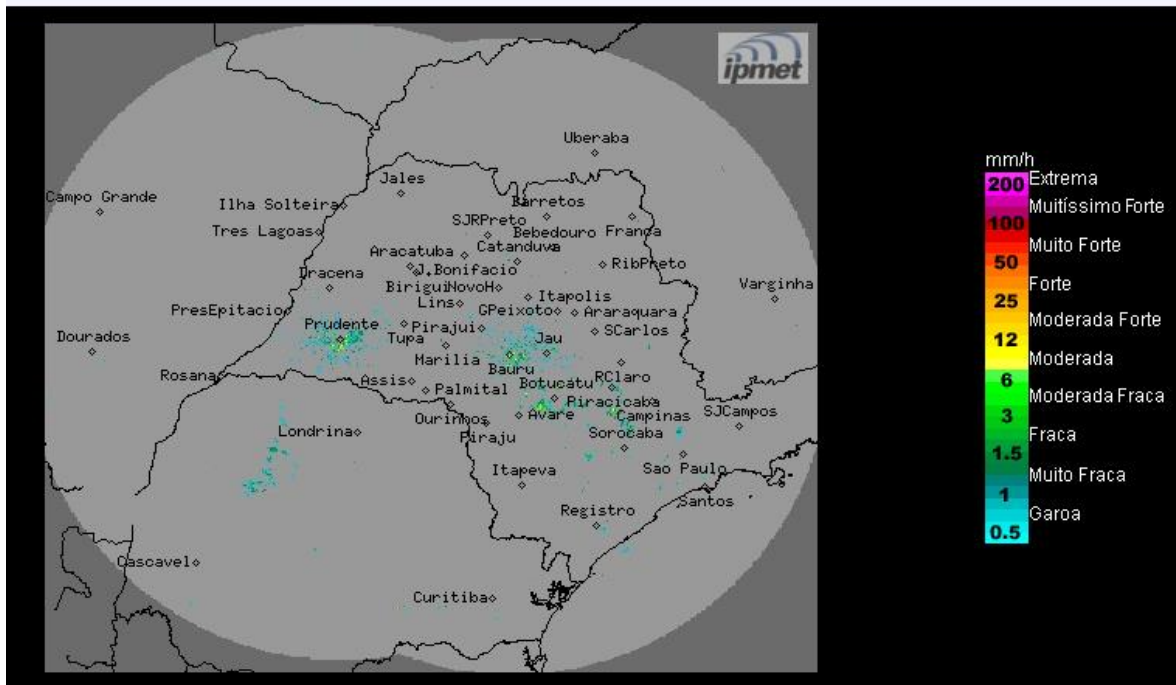 ipmet
Uberaba
Jales
Campo Grande
Ilha Solteira
Barretos
SJRPreto
Franca
Tres Lagoas
Bebedouro
Catanduva
Aracatuba
RibPreto
J.Bonifacio
Dracena
Birigui
NovoH
Itapolis
Varginha
Lins
PresEpitacio
GPeixoto
Araraquara
Prudente
Pirajui
SCarlos
Dourados
Tupa
Jau
Marilia
Bauru
RClaro
Rosana
Assis
Botucatu
Palmital
Piracicaba
Ourinhos
Avare
Campinas
SJCampos
Londrina
Piraju
Sorocaba
Itapeva
Sao Paulo
Santos
Registro
Cascavel
Curitiba
mm/h
200 Extrema
Muitíssimo Forte
100
Muito Forte
50
Forte
25
Moderada Forte
12
Moderada
6
Moderada Fraca
3
Fraca
1.5
Muito Fraca
1
Garoa
0.5